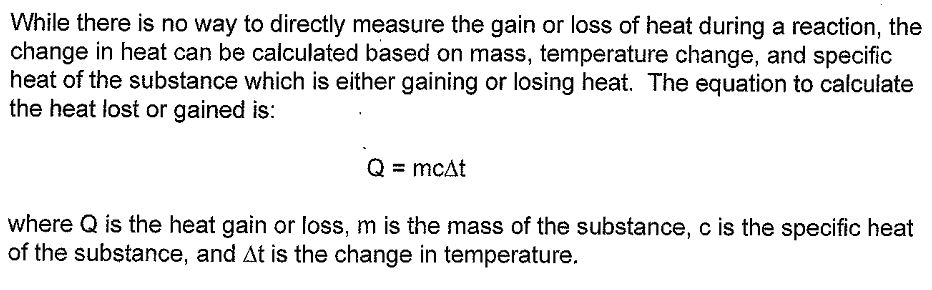 While there is no way to directly measure the gain or loss of heat during a reaction, the
change in heat can be calculated based on mass, temperature change, and specific
heat of the substance which is either gaining or losing heat. The equation to calculate
the heat lost or gained is:
Q = mcΔt
where Q is the heat gain or loss, m is the mass of the substance, c is the specific heat
of the substance, and Δt is the change in temperature.